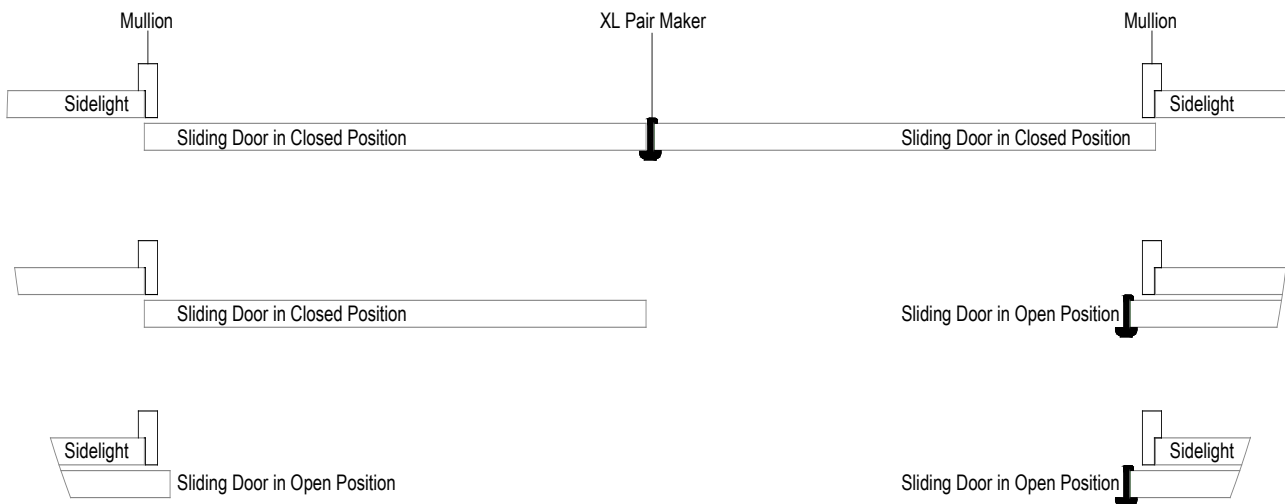 Mullion
XL Pair Maker
Mullion
Sidelight
Sidelight
Sliding Door in Closed Position
Sliding Door in Closed Position
Sliding Door in Closed Position
Sliding Door in Open Position
Sidelight
Sidelight
Sliding Door in Open Position
Sliding Door in Open Position